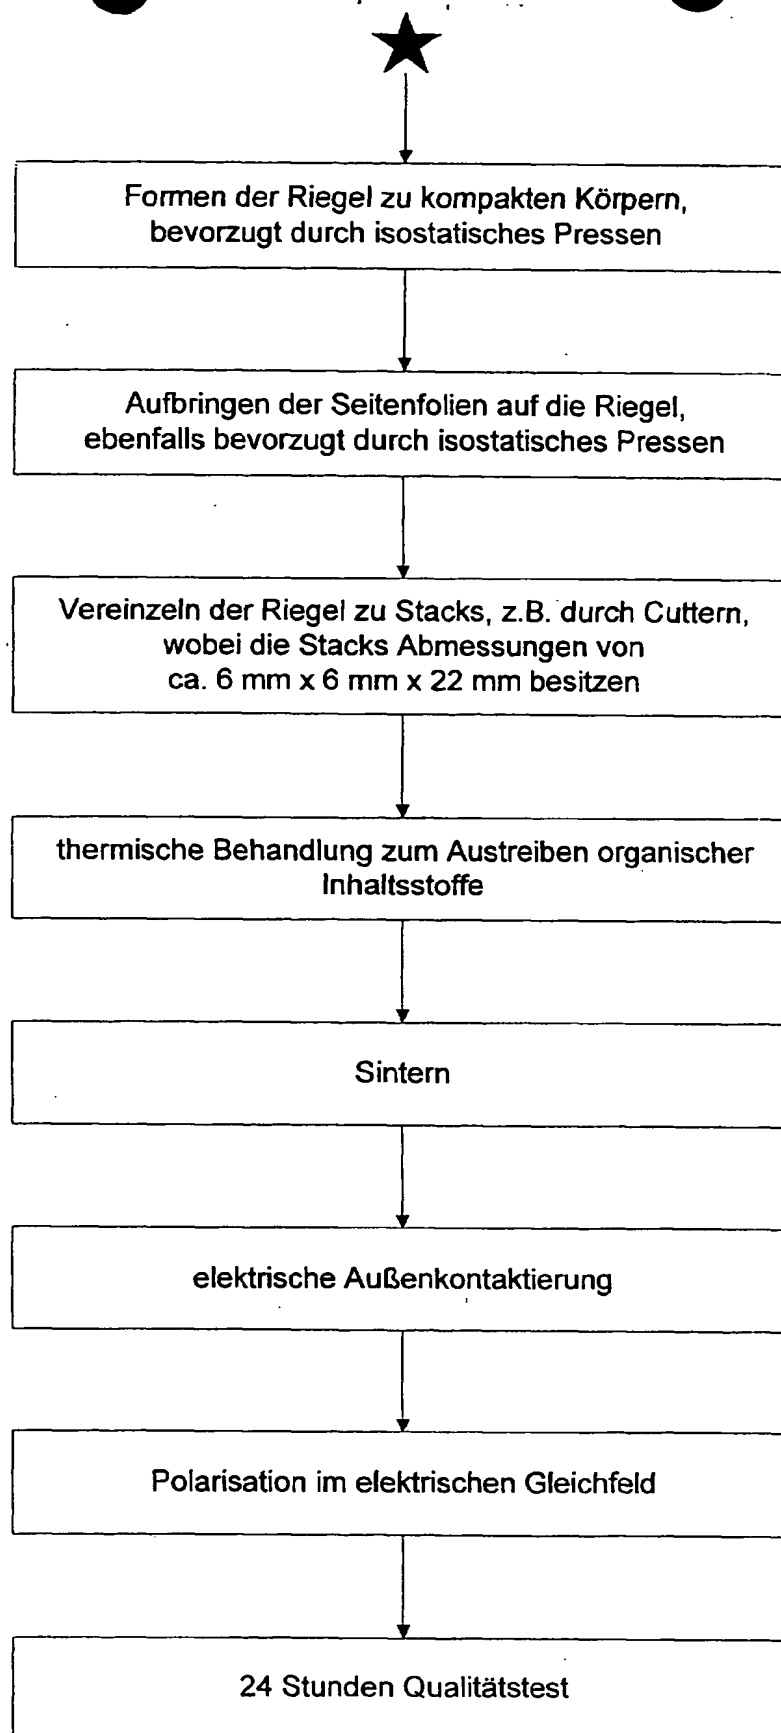 Formen der Riegel zu kompakten Körpern,
bevorzugt durch isostatisches Pressen
Aufbringen der Seitenfolien auf die Riegel,
ebenfalls bevorzugt durch isostatisches Pressen
Vereinzeln der Riegel zu Stacks, z.B. durch Cuttern,
wobei die Stacks Abmessungen von
ca. 6 mm x 6 mm x 22 mm besitzen
thermische Behandlung zum Austreiben organischer
Inhaltsstoffe
Sintern
elektrische Außenkontaktierung
Polarisation im elektrischen Gleichfeld
24 Stunden Qualitätstest